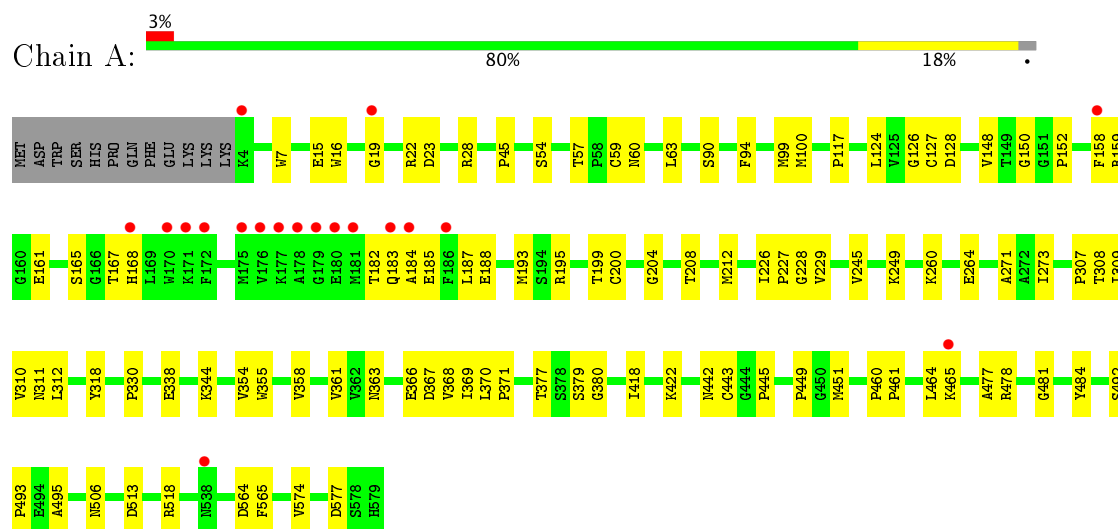 3%
Chain A:
80% 18% •
MET ASP TRP SER HIS PRO GLN PHE GLU LYS LYS LYS K4 W7 E15 W16 G19 R22 D23 R28 P45 S54 T57 P58 C59 N60 L63 S90 F94 M99 M100 P117 L124 V125 G126 C127 D128 V148 T149 G150 G151 P152 F158
G160 E161 S165 G166 T167 H168 L169 W170 K171 F172 M175 V176 K177 A178 G179 E180 M181 T182 Q183 A184 E185 F186 L187 E188 M193 S194 R195 T199 C200 G204 T208 M212 I226 P227 G228 V229 V245 K249 K260 E264 A271 A272 I273 P307 T308
V310 N311 L312 Y318 P330 E338 K344 V354 W355 V358 V361 V362 N363 E366 D367 V368 I369 L370 P371 T377 S378 S379 G380 I418 K422 N442 C443 G444 P445 P449 G450 M451 P460 P461 L464 K465 A477 R478 G481 Y484
P493 E494 A495 N506 D513 R518 N538 D564 F565 V574 D577 S578 H579